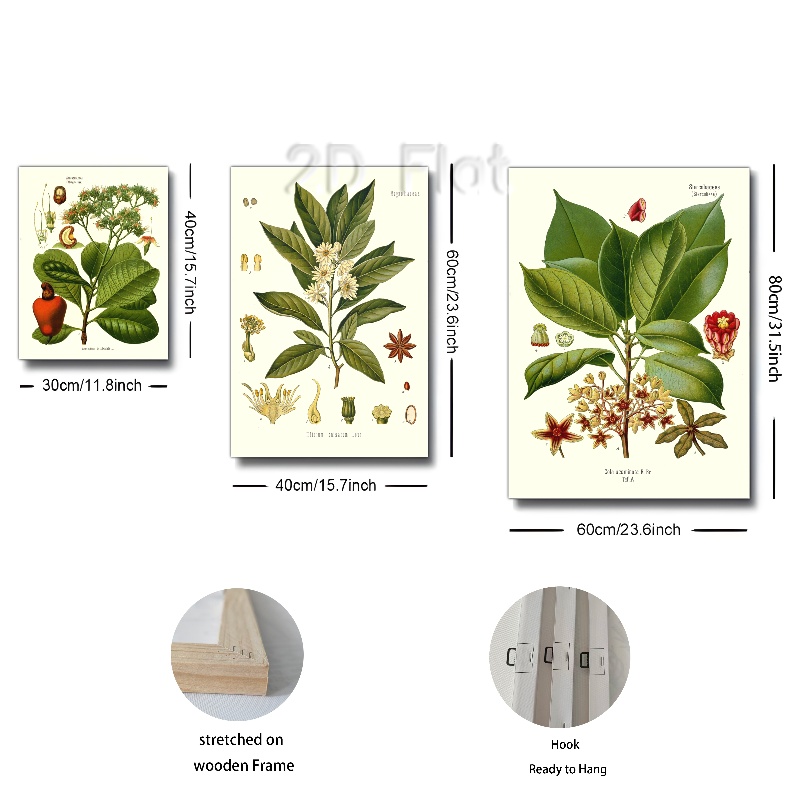 2D Flat
40cm/15.7inch
30cm/11.8inch
60cm/23.6inch
40cm/15.7inch
80cm/31.5inch
60cm/23.6inch
stretched on
wooden Frame
Hook
Ready to Hang